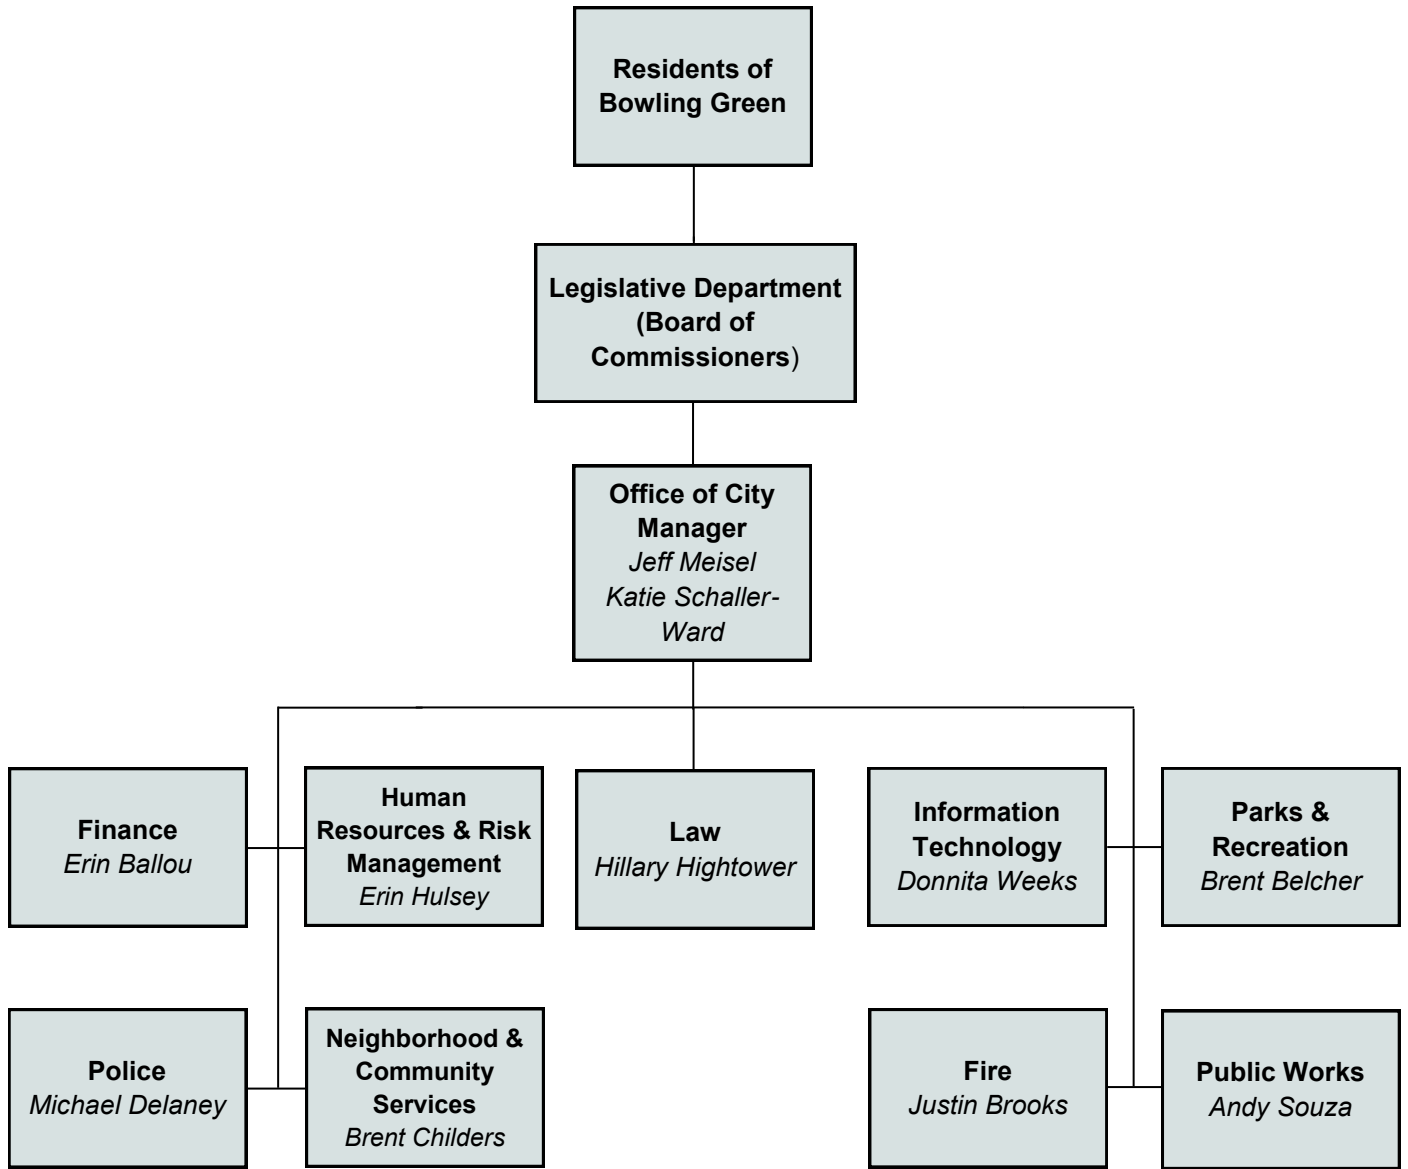 Residents of
Bowling Green
Legislative Department
(Board of
Commissioners)
Office of City
Manager
Jeff Meisel
Katie Schaller-
Ward
Finance
Erin Ballou
Human
Resources & Risk
Management
Erin Hulsey
Law
Hillary Hightower
Information
Technology
Donnita Weeks
Parks &
Recreation
Brent Belcher
Police
Michael Delaney
Neighborhood &
Community
Services
Brent Childers
Fire
Justin Brooks
Public Works
Andy Souza